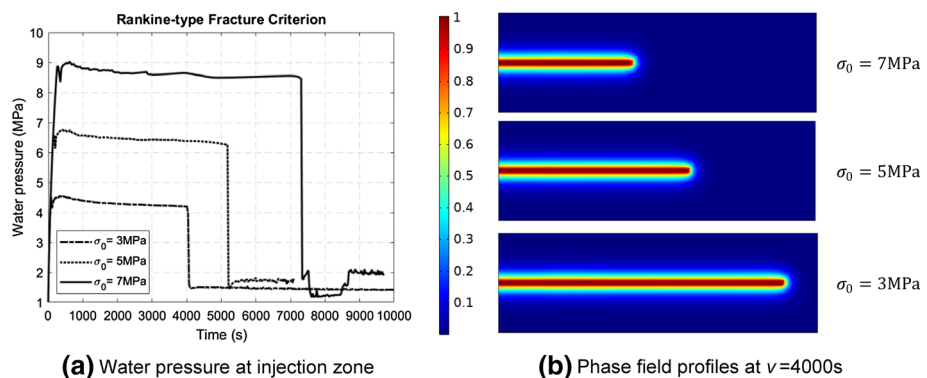 Rankine-type Fracture Criterion
Water pressure (MPa)
10
9
8
7
6
5
4
3
2
1
σ₀ = 3MPa
σ₀ = 5MPa
σ₀ = 7MPa
0 1000 2000 3000 4000 5000 6000 7000 8000 9000 10000
Time (s)
(a) Water pressure at injection zone
1
0.9
0.8
0.7
0.6
0.5
0.4
0.3
0.2
0.1
σ₀ = 7MPa
σ₀ = 5MPa
σ₀ = 3MPa
(b) Phase field profiles at v =4000s